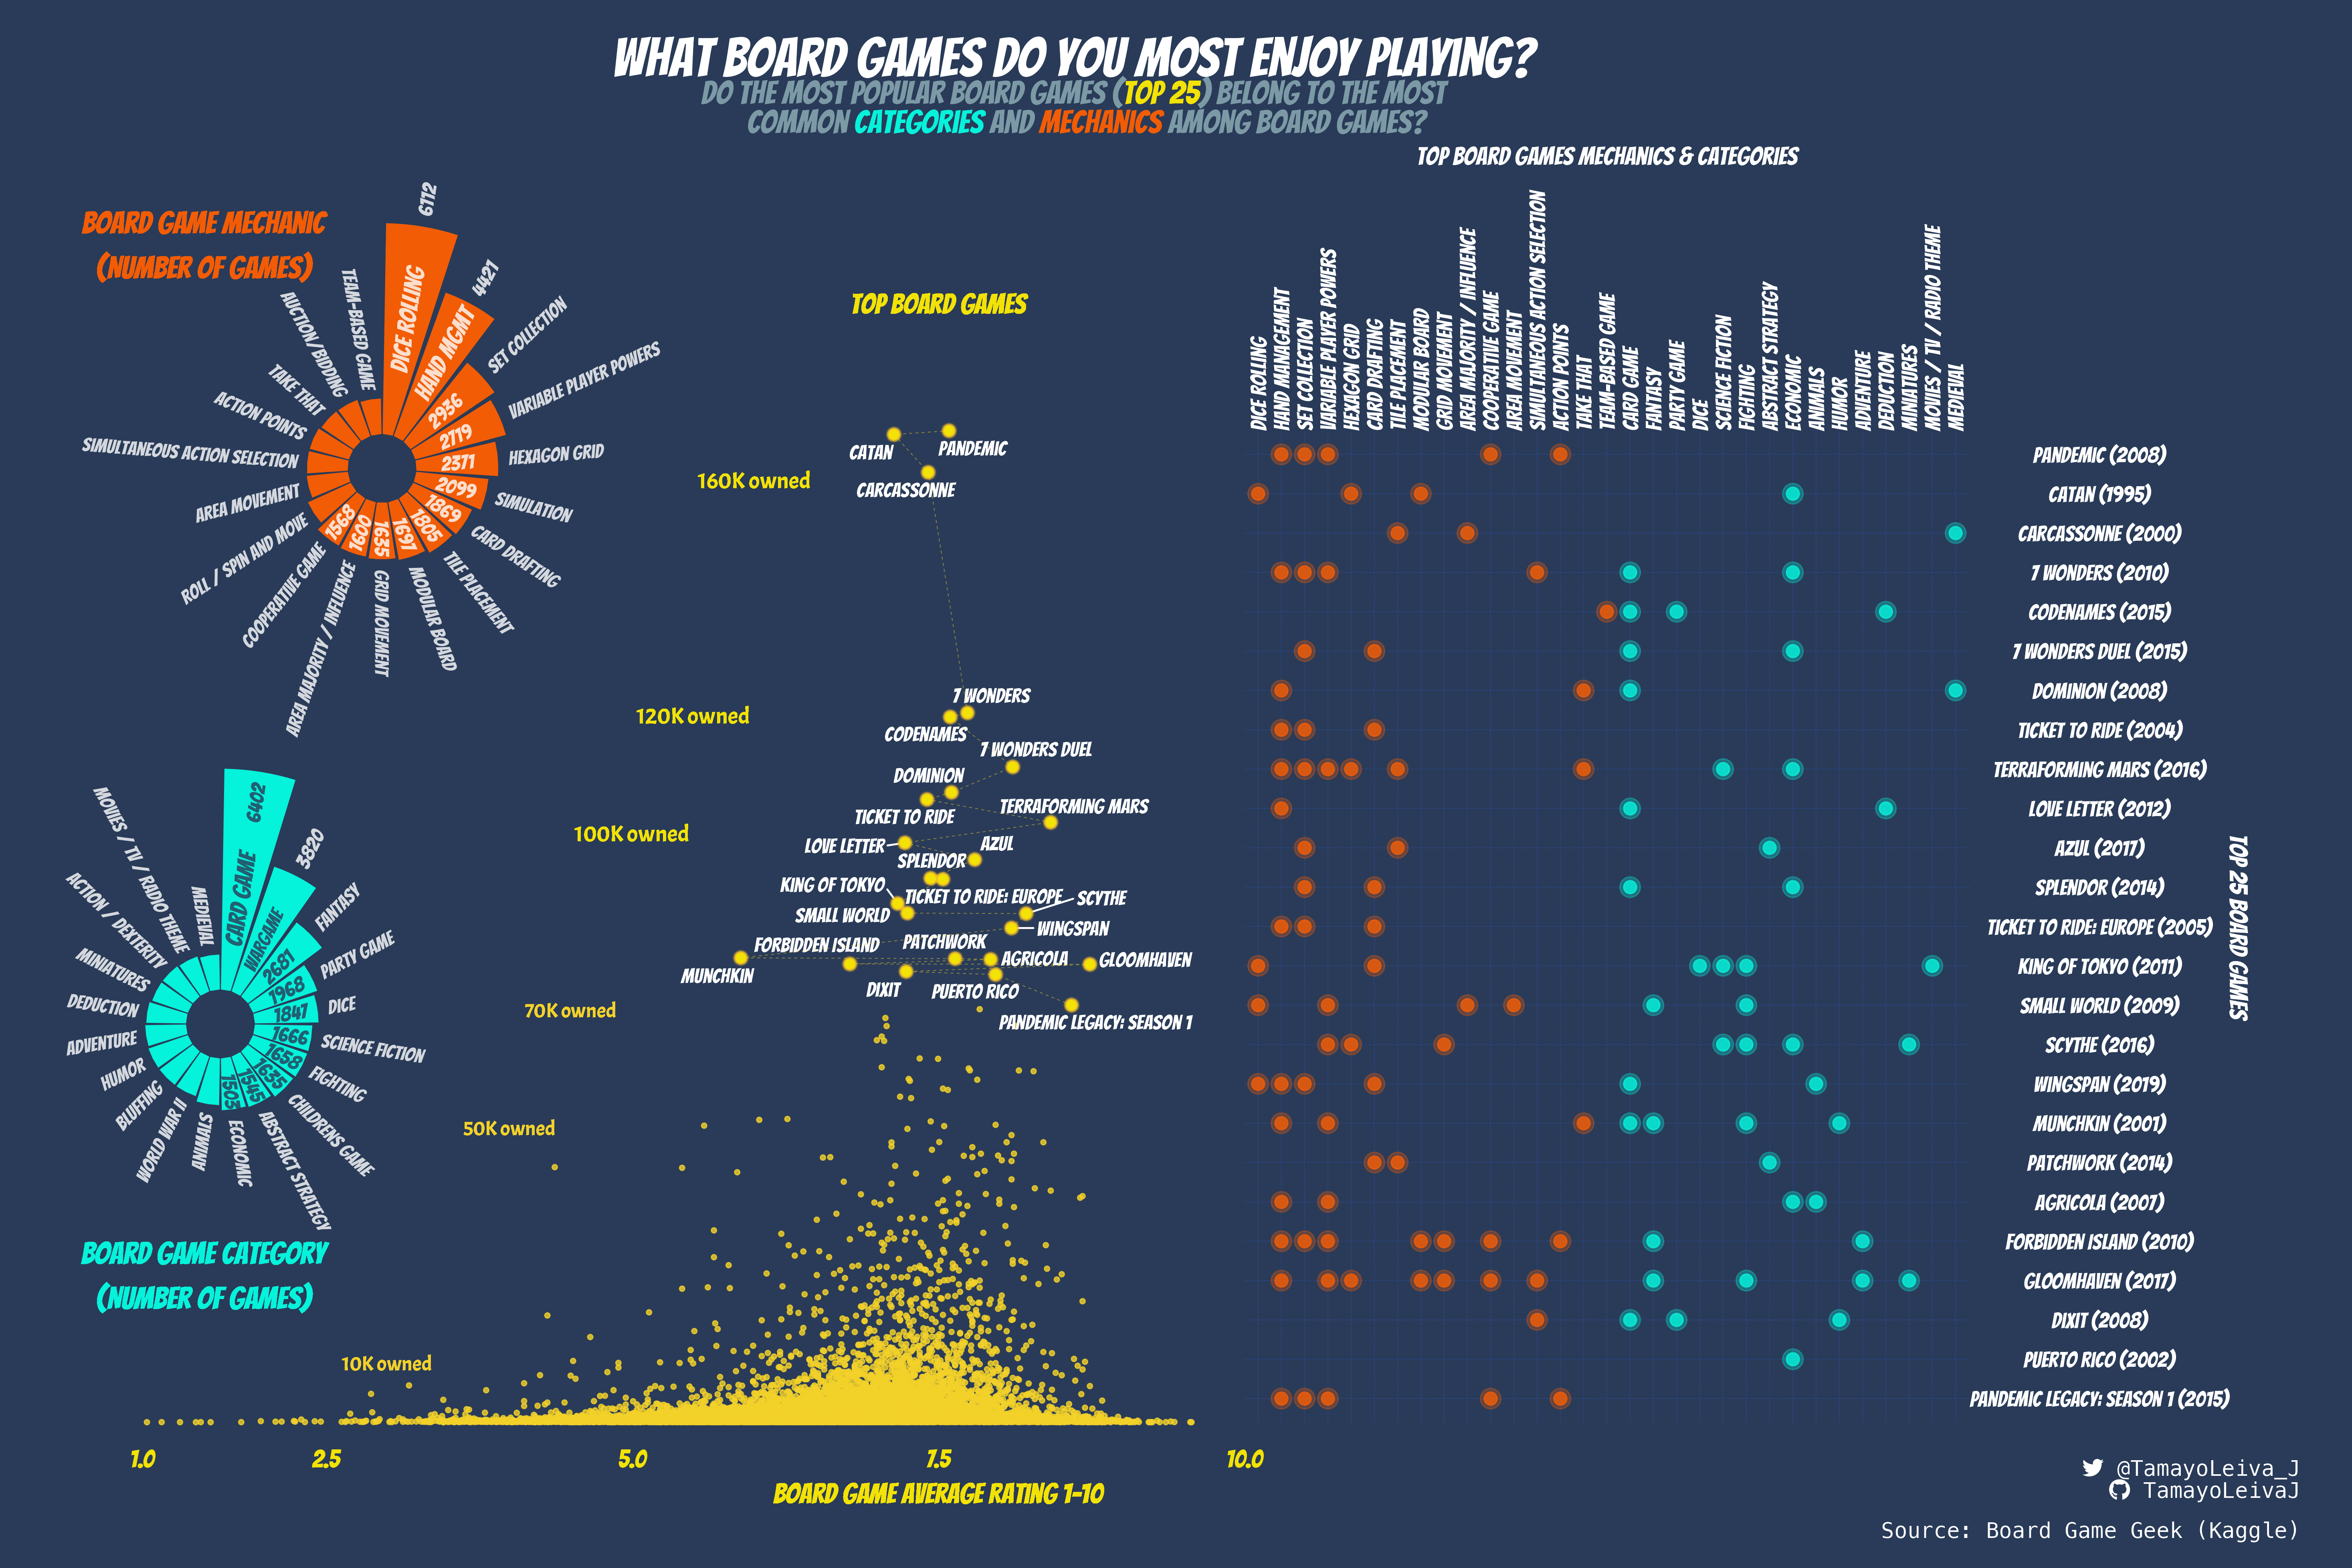 WHAT BOARD GAMES DO YOU MOST ENJOY PLAYING?
DO THE MOST POPULAR BOARD GAMES (TOP 25) BELONG TO THE MOST
COMMON CATEGORIES AND MECHANICS AMONG BOARD GAMES?
BOARD GAME MECHANIC
(NUMBER OF GAMES)
DICE ROLLING
6112
HAND MGMT
4421
SET COLLECTION
2936
VARIABLE PLAYER POWERS
2719
HEXAGON GRID
2371
SIMULATION
2099
CARD DRAFTING
1869
TILE PLACEMENT
1805
MODULAR BOARD
1697
GRID MOVEMENT
1635
AREA MAJORITY / INFLUENCE
1600
COOPERATIVE GAME
1568
ROLL / SPIN AND MOVE
AREA MOVEMENT
SIMULTANEOUS ACTION SELECTION
ACTION POINTS
TAKE THAT
AUCTION/BIDDING
TEAM-BASED GAME
CARD GAME
6402
WARGAME
3820
FANTASY
2681
PARTY GAME
1968
DICE
1847
SCIENCE FICTION
1666
FIGHTING
1658
CHILDRENS GAME
1635
ABSTRACT STRATEGY
1545
ECONOMIC
1503
ANIMALS
WORLD WAR II
BLUFFING
HUMOR
ADVENTURE
DEDUCTION
MINIATURES
ACTION / DEXTERITY
MOVIES / TV / RADIO THEME
MEDIEVAL
BOARD GAME CATEGORY
(NUMBER OF GAMES)
TOP BOARD GAMES
CATAN
PANDEMIC
160K owned
CARCASSONNE
7 WONDERS
120K owned
CODENAMES
7 WONDERS DUEL
DOMINION
TERRAFORMING MARS
TICKET TO RIDE
100K owned
LOVE LETTER
AZUL
SPLENDOR
KING OF TOKYO
TICKET TO RIDE: EUROPE
SCYTHE
SMALL WORLD
WINGSPAN
FORBIDDEN ISLAND
PATCHWORK
AGRICOLA
GLOOMHAVEN
MUNCHKIN
DIXIT
PUERTO RICO
70K owned
PANDEMIC LEGACY: SEASON 1
50K owned
10K owned
1.0
2.5
5.0
7.5
10.0
BOARD GAME AVERAGE RATING 1-10
TOP BOARD GAMES MECHANICS & CATEGORIES
DICE ROLLING
HAND MANAGEMENT
SET COLLECTION
VARIABLE PLAYER POWERS
HEXAGON GRID
CARD DRAFTING
TILE PLACEMENT
MODULAR BOARD
GRID MOVEMENT
AREA MAJORITY / INFLUENCE
COOPERATIVE GAME
AREA MOVEMENT
SIMULTANEOUS ACTION SELECTION
ACTION POINTS
TAKE THAT
TEAM-BASED GAME
CARD GAME
FANTASY
PARTY GAME
DICE
SCIENCE FICTION
FIGHTING
ABSTRACT STRATEGY
ECONOMIC
ANIMALS
HUMOR
ADVENTURE
DEDUCTION
MINIATURES
MOVIES / TV / RADIO THEME
MEDIEVAL
PANDEMIC (2008)
CATAN (1995)
CARCASSONNE (2000)
7 WONDERS (2010)
CODENAMES (2015)
7 WONDERS DUEL (2015)
DOMINION (2008)
TICKET TO RIDE (2004)
TERRAFORMING MARS (2016)
LOVE LETTER (2012)
AZUL (2017)
SPLENDOR (2014)
TICKET TO RIDE: EUROPE (2005)
KING OF TOKYO (2011)
SMALL WORLD (2009)
SCYTHE (2016)
WINGSPAN (2019)
MUNCHKIN (2001)
PATCHWORK (2014)
AGRICOLA (2007)
FORBIDDEN ISLAND (2010)
GLOOMHAVEN (2017)
DIXIT (2008)
PUERTO RICO (2002)
PANDEMIC LEGACY: SEASON 1 (2015)
TOP 25 BOARD GAMES
@TamayoLeiva_J
TamayoLeivaJ
Source: Board Game Geek (Kaggle)